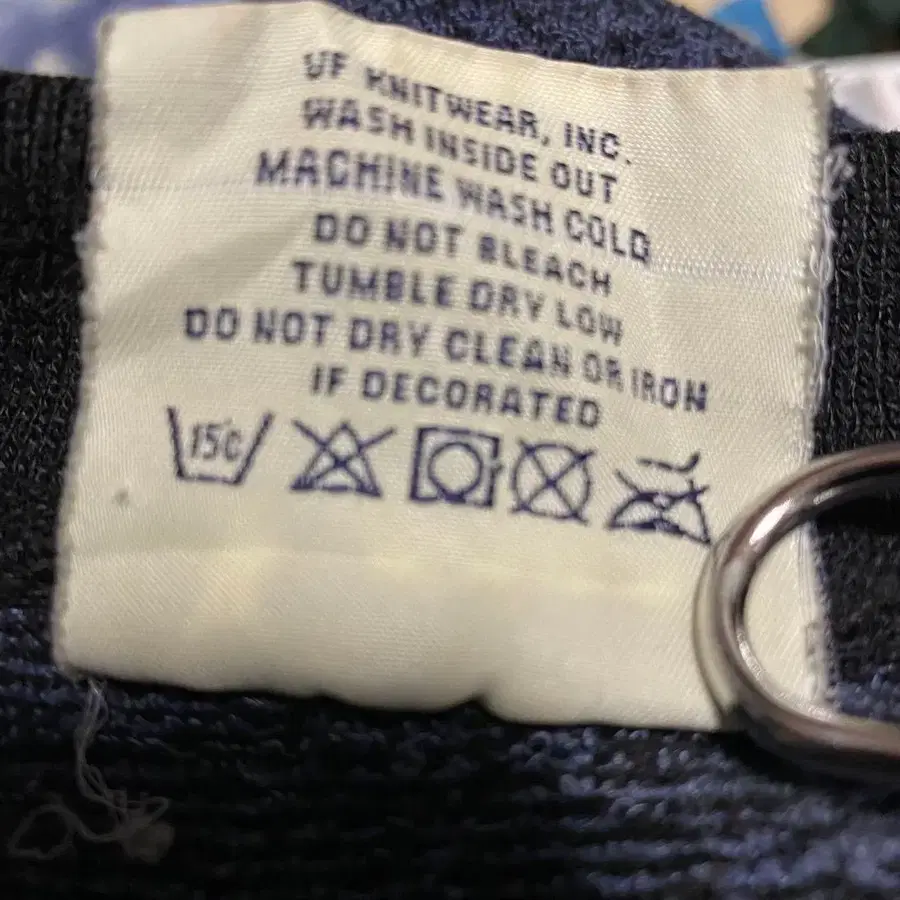 VF KNITWEAR, INC.
WASH INSIDE OUT
MACHINE WASH COLD
DO NOT BLEACH
TUMBLE DRY LOW
DO NOT DRY CLEAN OR IRON
IF DECORATED
15°C